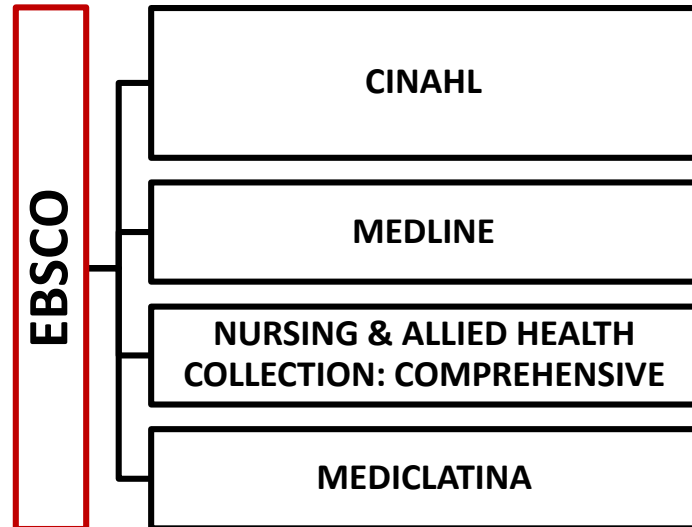 EBSCO
CINAHL
MEDLINE
NURSING & ALLIED HEALTH
COLLECTION: COMPREHENSIVE
MEDICLATINA